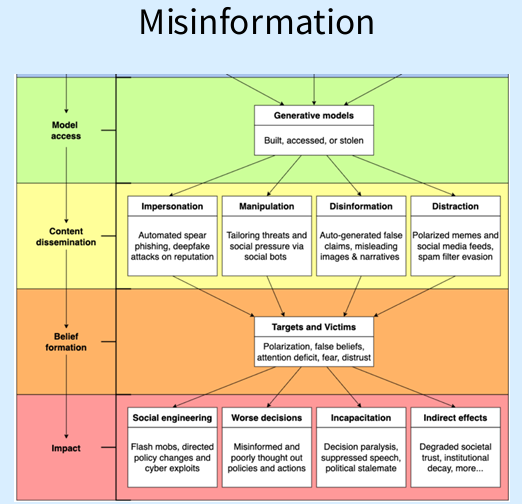 Misinformation
Model
access
Generative models
Built, accessed, or stolen
Content
dissemination
Impersonation
Automated spear
phishing, deepfake
attacks on reputation
Manipulation
Tailoring threats and
social pressure via
social bots
Disinformation
Auto-generated false
claims, misleading
images & narratives
Distraction
Polarized memes and
social media feeds,
spam filter evasion
Belief
formation
Targets and Victims
Polarization, false beliefs,
attention deficit, fear, distrust
Impact
Social engineering
Flash mobs, directed
policy changes and
cyber exploits
Worse decisions
Misinformed and
poorly thought out
policies and actions
Incapacitation
Decision paralysis,
suppressed speech,
political stalemate
Indirect effects
Degraded societal
trust, institutional
decay, more...